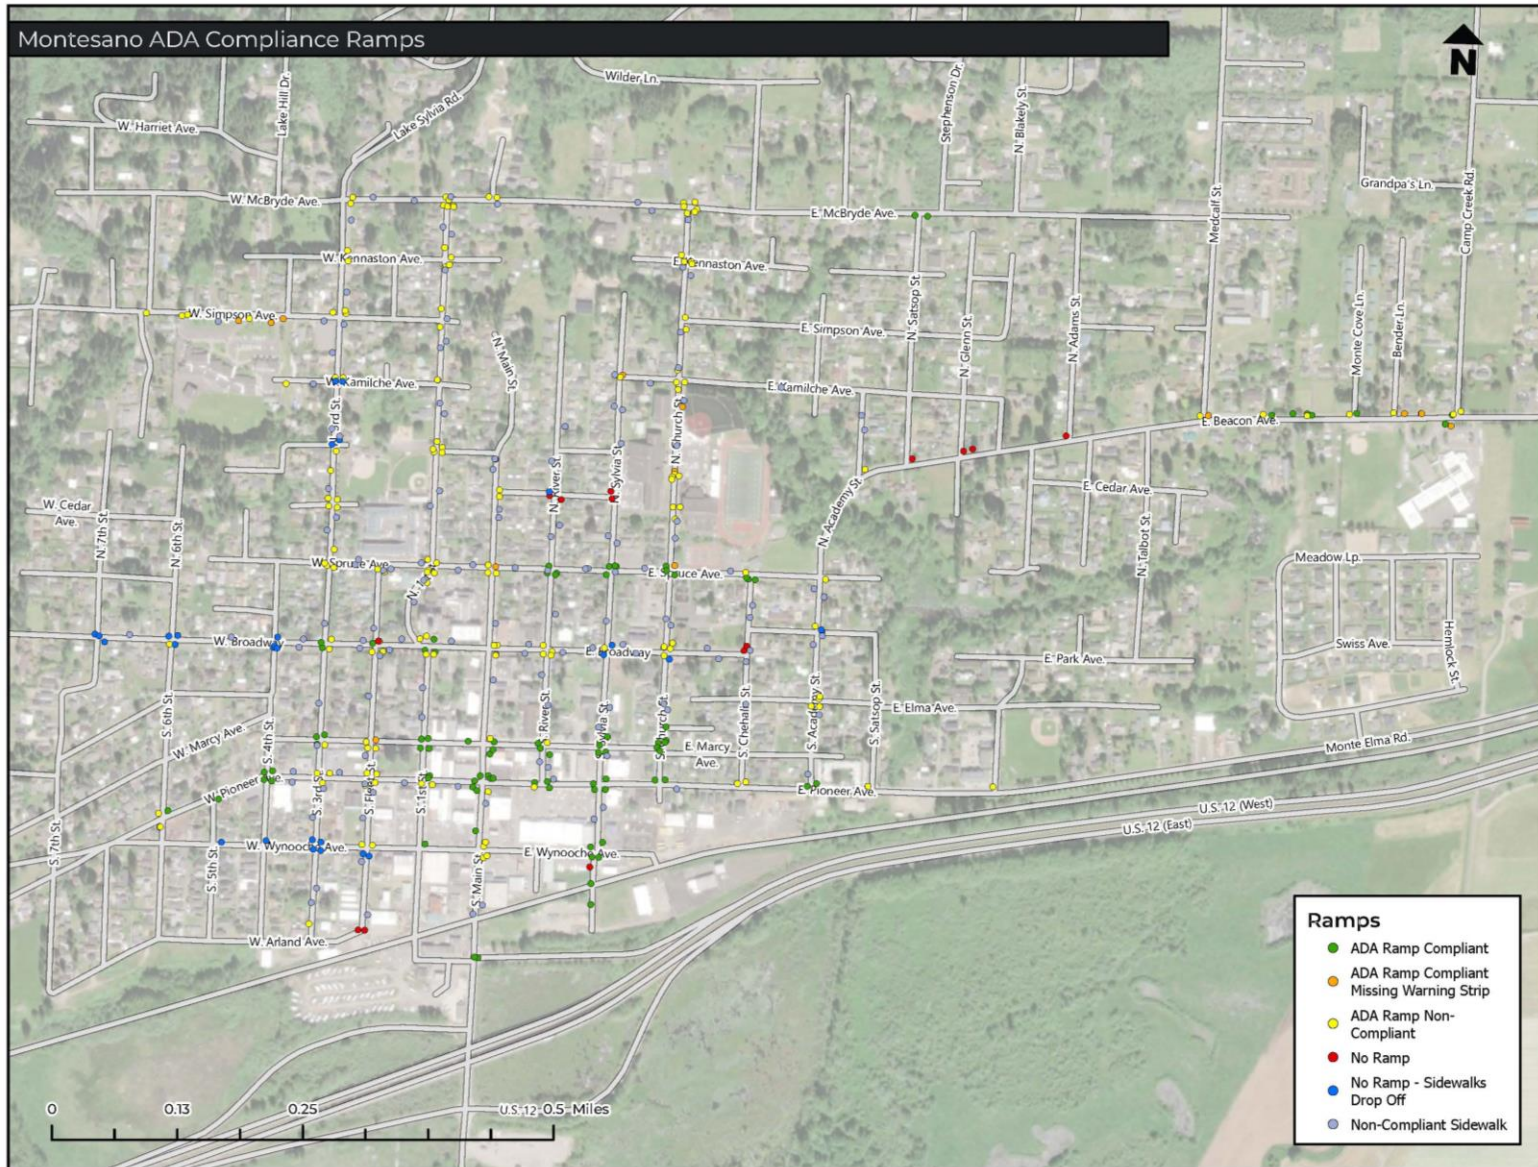 Montesano ADA Compliance Ramps
N
Wilder Ln.
Lake Hill Dr.
Lake Sylvia Rd.
Stephenson Dr.
N. Blakely St.
W. Harriet Ave.
Grandpa's Ln.
Medcalf St.
Camp Creek Rd.
W. McBryde Ave.
E. McBryde Ave.
W. Kennaston Ave.
E. Kennaston Ave.
W. Simpson Ave.
E. Simpson Ave.
N. Satsop St.
N. Glenn St.
N. Adams St.
Monte Cove Ln.
Bender Ln.
N. Main St.
W. Kamilche Ave.
E. Kamilche Ave.
N. 3rd St.
N. Church St.
E. Beacon Ave.
N. River St.
N. Sylvia St.
W. Cedar
Ave.
N. 7th St.
N. 6th St.
N. Academy St.
E. Cedar Ave.
N. Talbot St.
W. Spruce Ave.
N. 1st
E. Spruce Ave.
Meadow Lp.
W. Broadway
E. Broadway
E. Park Ave.
Swiss Ave.
Hemlock St.
S. 6th St.
S. 4th St.
S. River St.
S. Sylvia St.
S. Church St.
S. Chehalis St.
S. Academy St.
S. Satsop St.
E. Elma Ave.
W. Marcy Ave.
E. Marcy
Ave.
Monte Elma Rd.
W. Pioneer Ave.
E. Pioneer Ave.
S. 3rd St.
S. Fleet St.
S. 1st St.
S. 7th St.
S. 5th St.
U.S. 12 (West)
U.S. 12 (East)
W. Wynooche Ave.
E. Wynooche Ave.
S. Main St.
W. Arland Ave.
Ramps
ADA Ramp Compliant
ADA Ramp Compliant
Missing Warning Strip
ADA Ramp Non-
Compliant
No Ramp
No Ramp - Sidewalks
Drop Off
Non-Compliant Sidewalk
0 0.13 0.25 0.5 Miles
U.S. 12